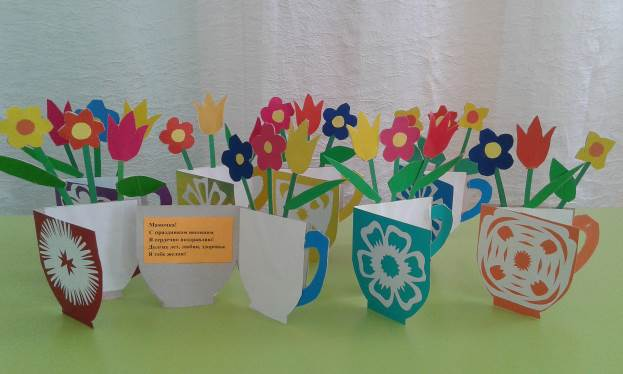 Мамочка!
С праздником весенним
Я сердечно поздравляю!
Долгих лет, любви, здоровья
Я тебе желаю!